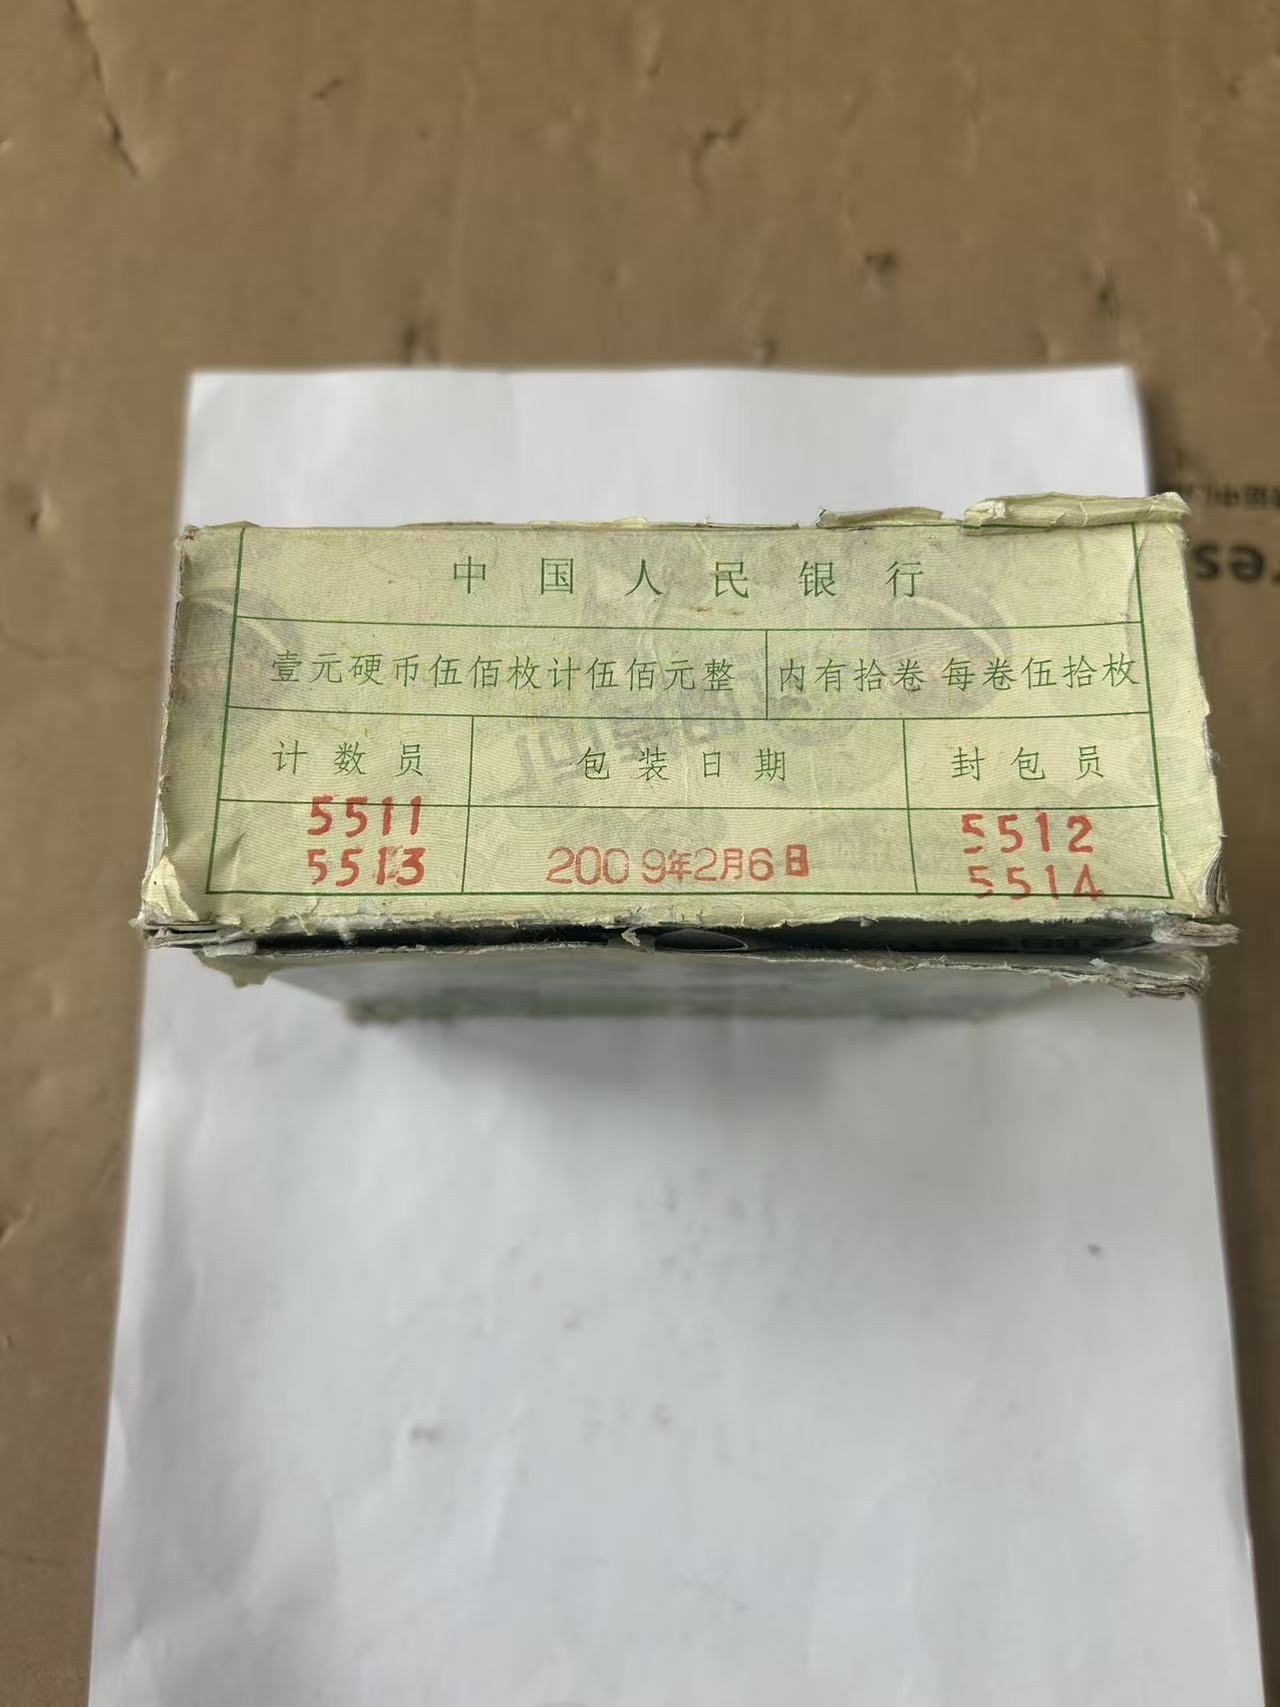 中国人民银行
壹元硬币伍佰枚计伍佰元整 内有拾卷 每卷伍拾枚
计数员 包装日期 封包员
5511 5512
5513 2009年2月6日 5514